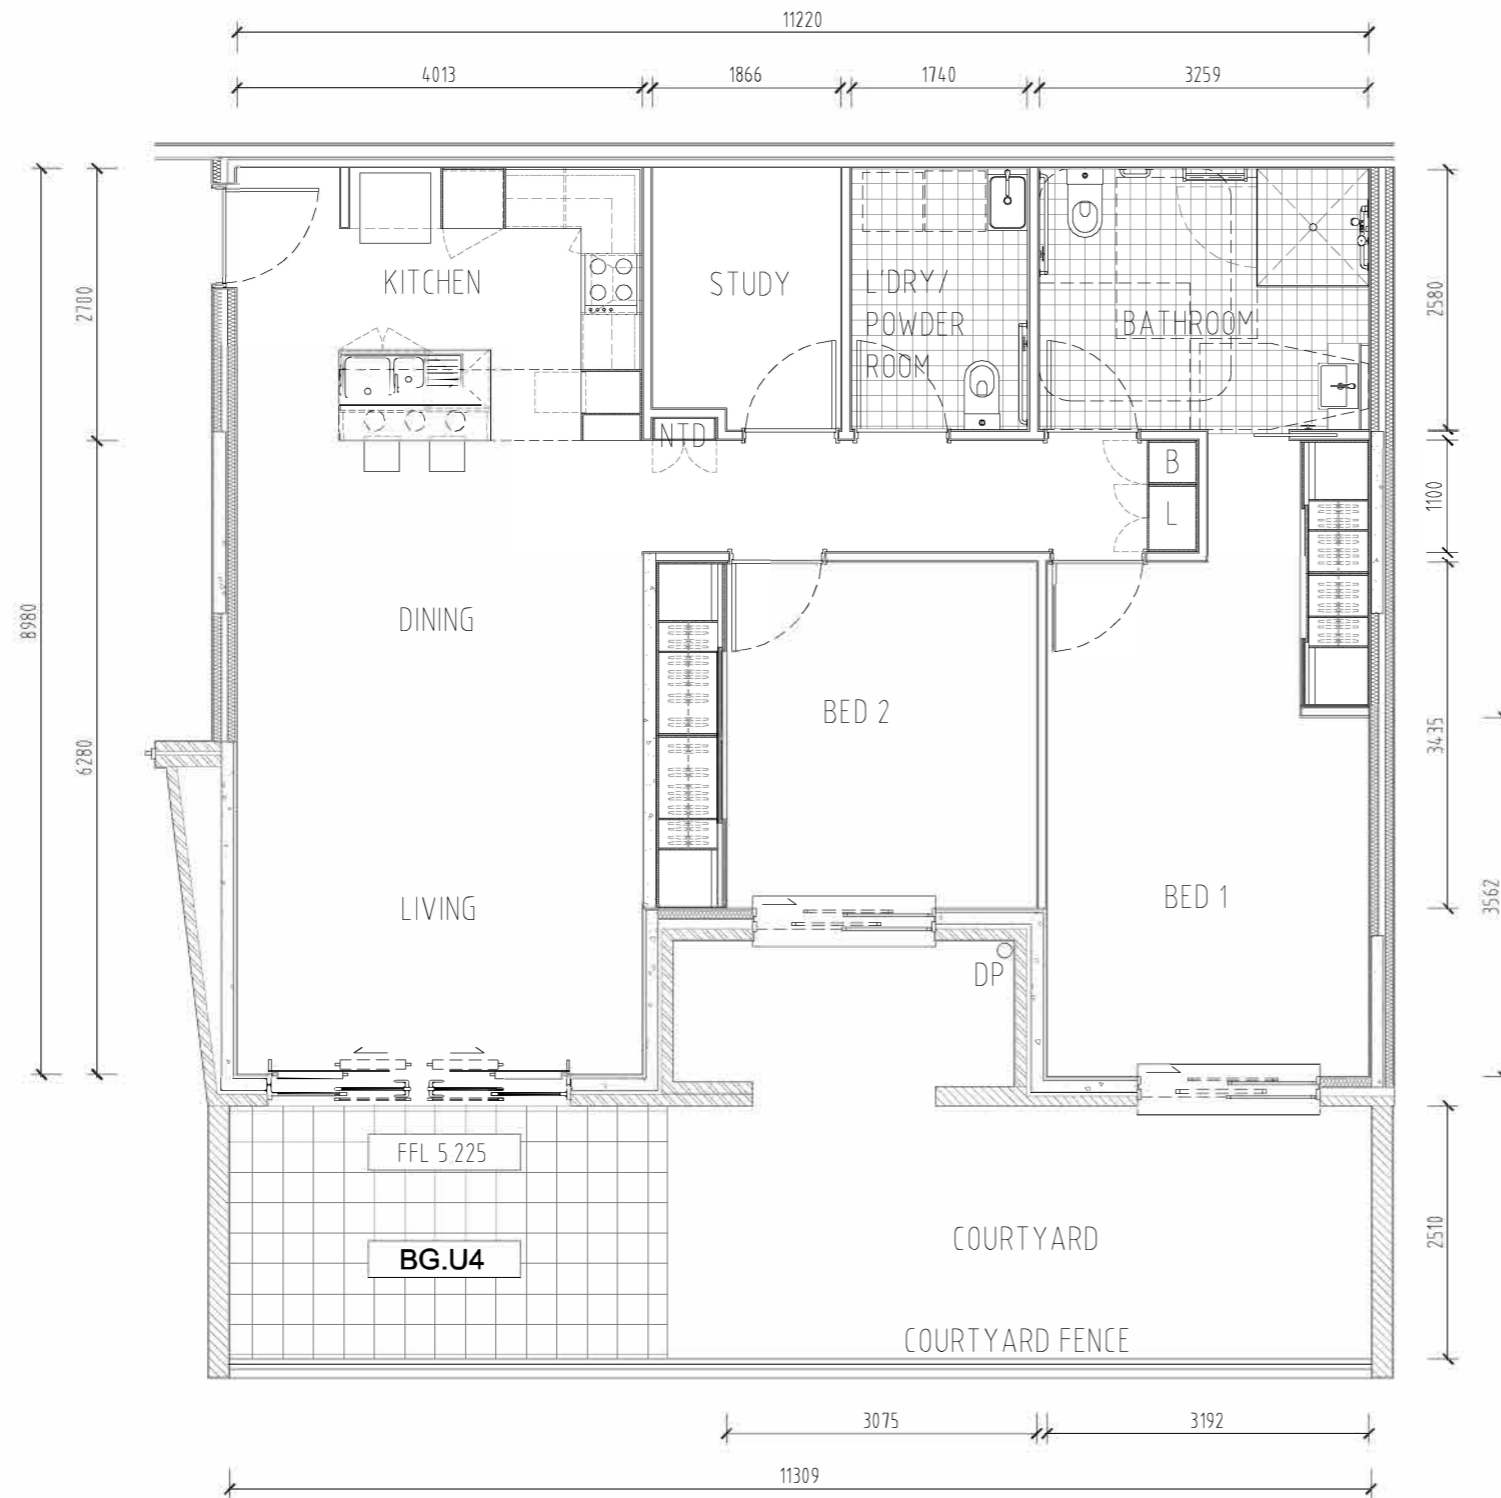 11220
4013
1866
1740
3259
KITCHEN
STUDY
L'DRY/
POWDER
ROOM
BATHROOM
2700
2580
8980
NTD
B
L
1100
DINING
BED 2
6280
3435
LIVING
BED 1
3562
DP
FFL 5.225
BG.U4
COURTYARD
2510
COURTYARD FENCE
3075
3192
11309